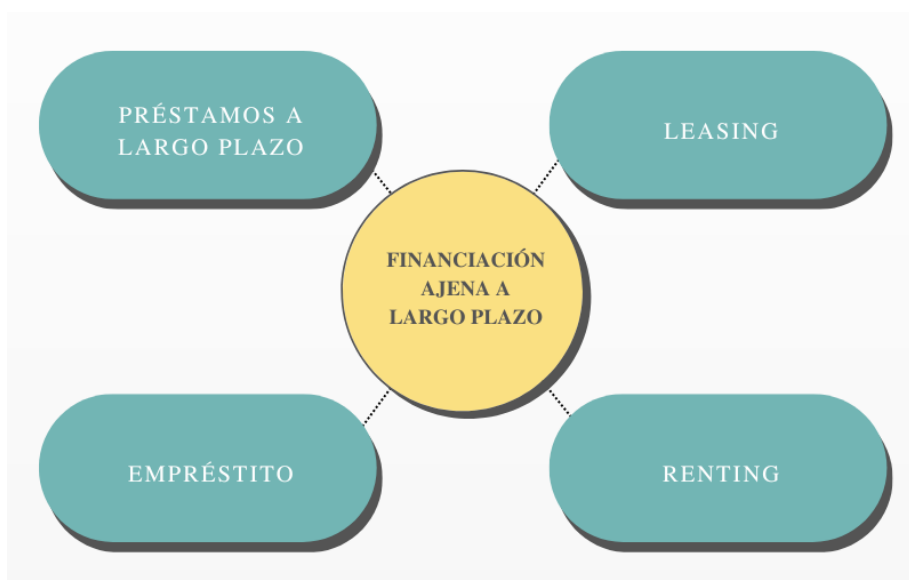 PRÉSTAMOS A
LARGO PLAZO
LEASING
FINANCIACIÓN
AJENA A
LARGO PLAZO
EMPRÉSTITO
RENTING